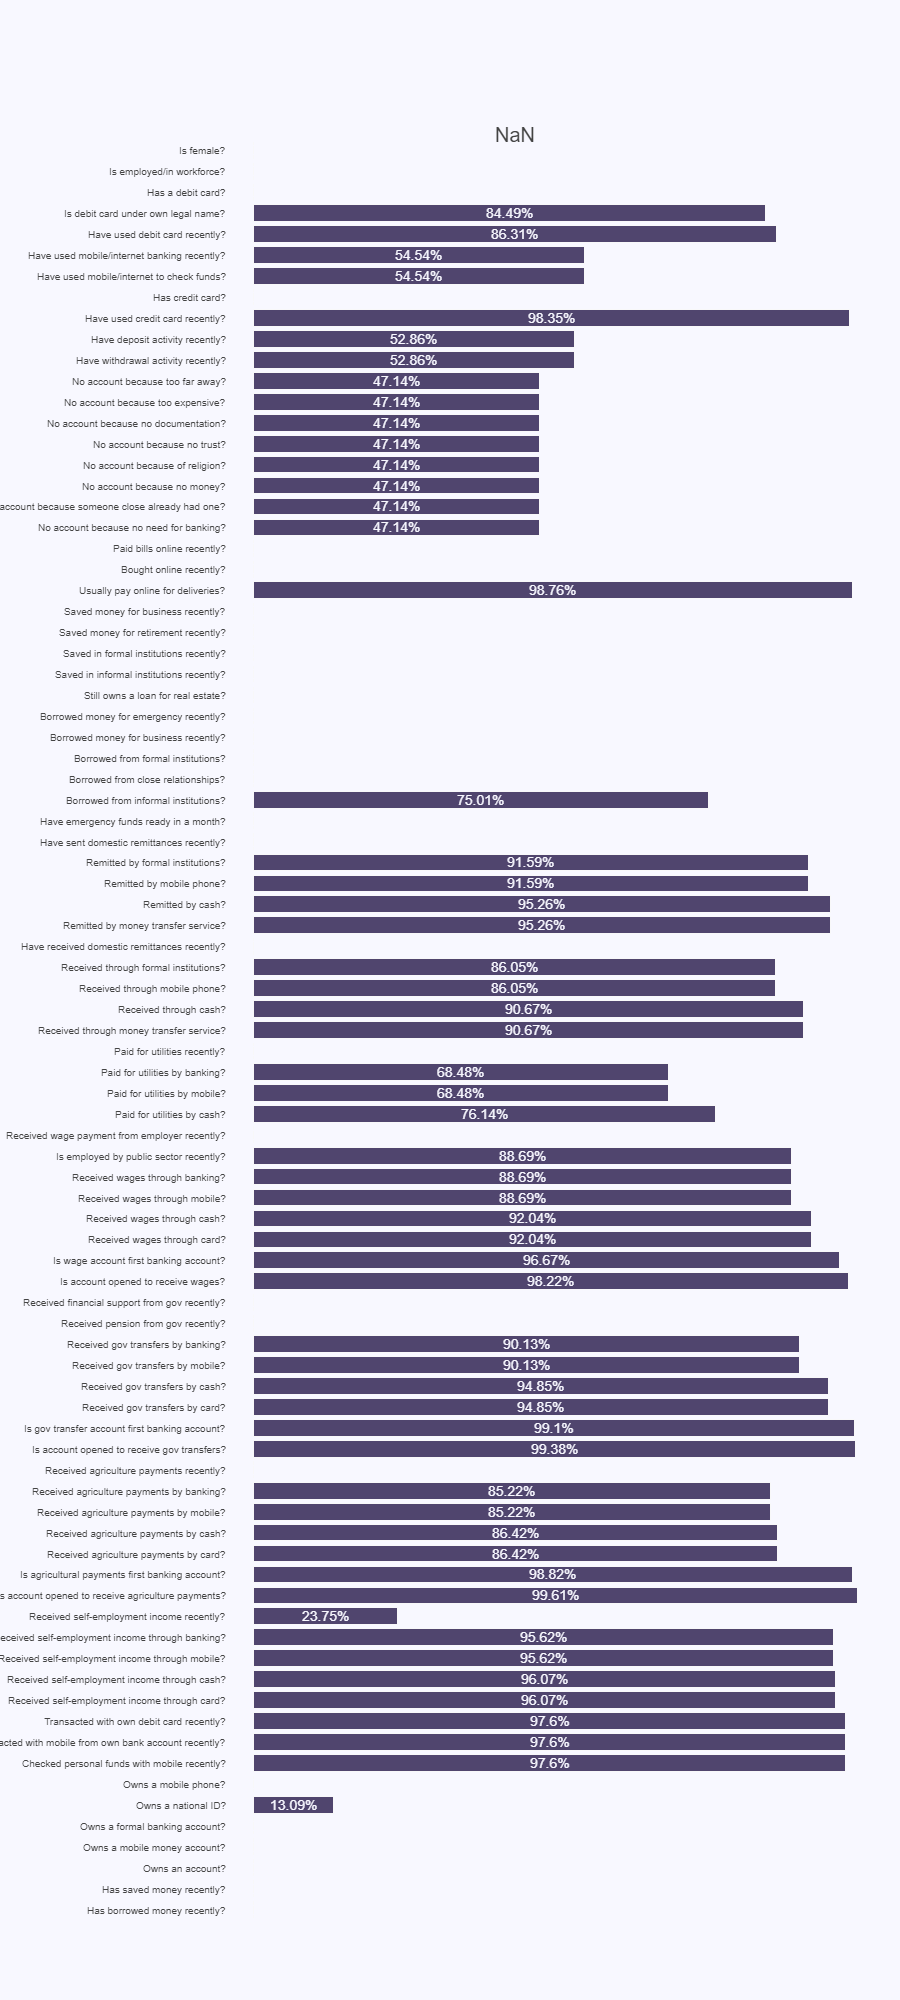 NaN
Is female?
Is employed/in workforce?
Has a debit card?
Is debit card under own legal name? 84.49%
Have used debit card recently? 86.31%
Have used mobile/internet banking recently? 54.54%
Have used mobile/internet to check funds? 54.54%
Has credit card?
Have used credit card recently? 98.35%
Have deposit activity recently? 52.86%
Have withdrawal activity recently? 52.86%
No account because too far away? 47.14%
No account because too expensive? 47.14%
No account because no documentation? 47.14%
No account because no trust? 47.14%
No account because of religion? 47.14%
No account because no money? 47.14%
account because someone close already had one? 47.14%
No account because no need for banking? 47.14%
Paid bills online recently?
Bought online recently?
Usually pay online for deliveries? 98.76%
Saved money for business recently?
Saved money for retirement recently?
Saved in formal institutions recently?
Saved in informal institutions recently?
Still owns a loan for real estate?
Borrowed money for emergency recently?
Borrowed money for business recently?
Borrowed from formal institutions?
Borrowed from close relationships?
Borrowed from informal institutions? 75.01%
Have emergency funds ready in a month?
Have sent domestic remittances recently?
Remitted by formal institutions? 91.59%
Remitted by mobile phone? 91.59%
Remitted by cash? 95.26%
Remitted by money transfer service? 95.26%
Have received domestic remittances recently?
Received through formal institutions? 86.05%
Received through mobile phone? 86.05%
Received through cash? 90.67%
Received through money transfer service? 90.67%
Paid for utilities recently?
Paid for utilities by banking? 68.48%
Paid for utilities by mobile? 68.48%
Paid for utilities by cash? 76.14%
Received wage payment from employer recently?
Is employed by public sector recently? 88.69%
Received wages through banking? 88.69%
Received wages through mobile? 88.69%
Received wages through cash? 92.04%
Received wages through card? 92.04%
Is wage account first banking account? 96.67%
Is account opened to receive wages? 98.22%
Received financial support from gov recently?
Received pension from gov recently?
Received gov transfers by banking? 90.13%
Received gov transfers by mobile? 90.13%
Received gov transfers by cash? 94.85%
Received gov transfers by card? 94.85%
Is gov transfer account first banking account? 99.1%
Is account opened to receive gov transfers? 99.38%
Received agriculture payments recently?
Received agriculture payments by banking? 85.22%
Received agriculture payments by mobile? 85.22%
Received agriculture payments by cash? 86.42%
Received agriculture payments by card? 86.42%
Is agricultural payments first banking account? 98.82%
s account opened to receive agriculture payments? 99.61%
Received self-employment income recently? 23.75%
eceived self-employment income through banking? 95.62%
Received self-employment income through mobile? 95.62%
Received self-employment income through cash? 96.07%
Received self-employment income through card? 96.07%
Transacted with own debit card recently? 97.6%
acted with mobile from own bank account recently? 97.6%
Checked personal funds with mobile recently? 97.6%
Owns a mobile phone?
Owns a national ID? 13.09%
Owns a formal banking account?
Owns a mobile money account?
Owns an account?
Has saved money recently?
Has borrowed money recently?